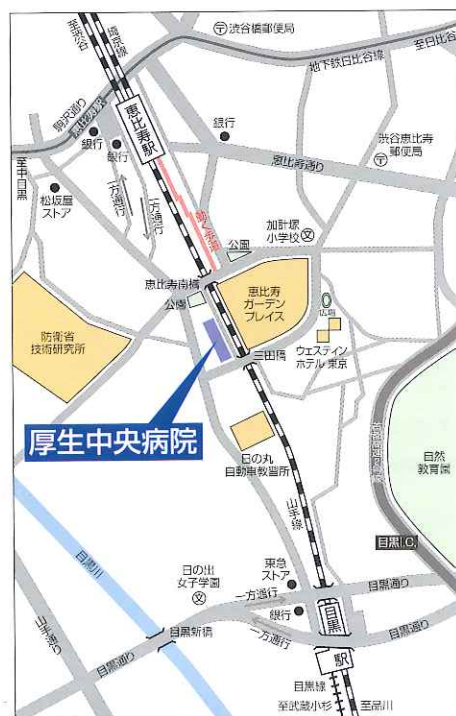 至渋谷
埼京線
渋谷橋郵便局
至日比谷
地下鉄日比谷線
駒沢通り
恵比寿駅
恵比寿駅
銀行
銀行
銀行
渋谷恵比寿
郵便局
恵比寿通り
至中目黒
松坂屋
ストア
一方通行
一方通行
動く歩道
加計塚
小学校
公園
恵比寿南橋
公園
恵比寿
ガーデン
プレイス
広場
防衛省
技術研究所
ウェスティン
ホテル 東京
三田橋
厚生中央病院
日の丸
自動車教習所
山手線
自然
教育園
目黒I.C.
目黒川
日の出
女子学園
東急
ストア
目黒通り
一方通行
銀行
目黒
山手通り
目黒新橋
一方通行
目黒通り
目黒通り
駅
目黒線
至武蔵小杉
至品川